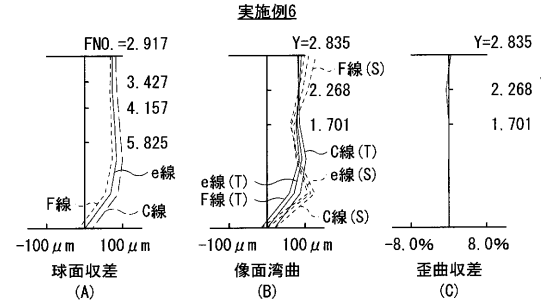 実施例6
FNO.=2.917
3.427
4.157
5.825
e線
F線
C線
-100μm 100μm
球面収差
(A)
Y=2.835
F線(S)
2.268
1.701
C線(T)
e線(T)
e線(S)
F線(T)
C線(S)
-100μm 100μm
像面湾曲
(B)
Y=2.835
2.268
1.701
-8.0% 8.0%
歪曲収差
(C)